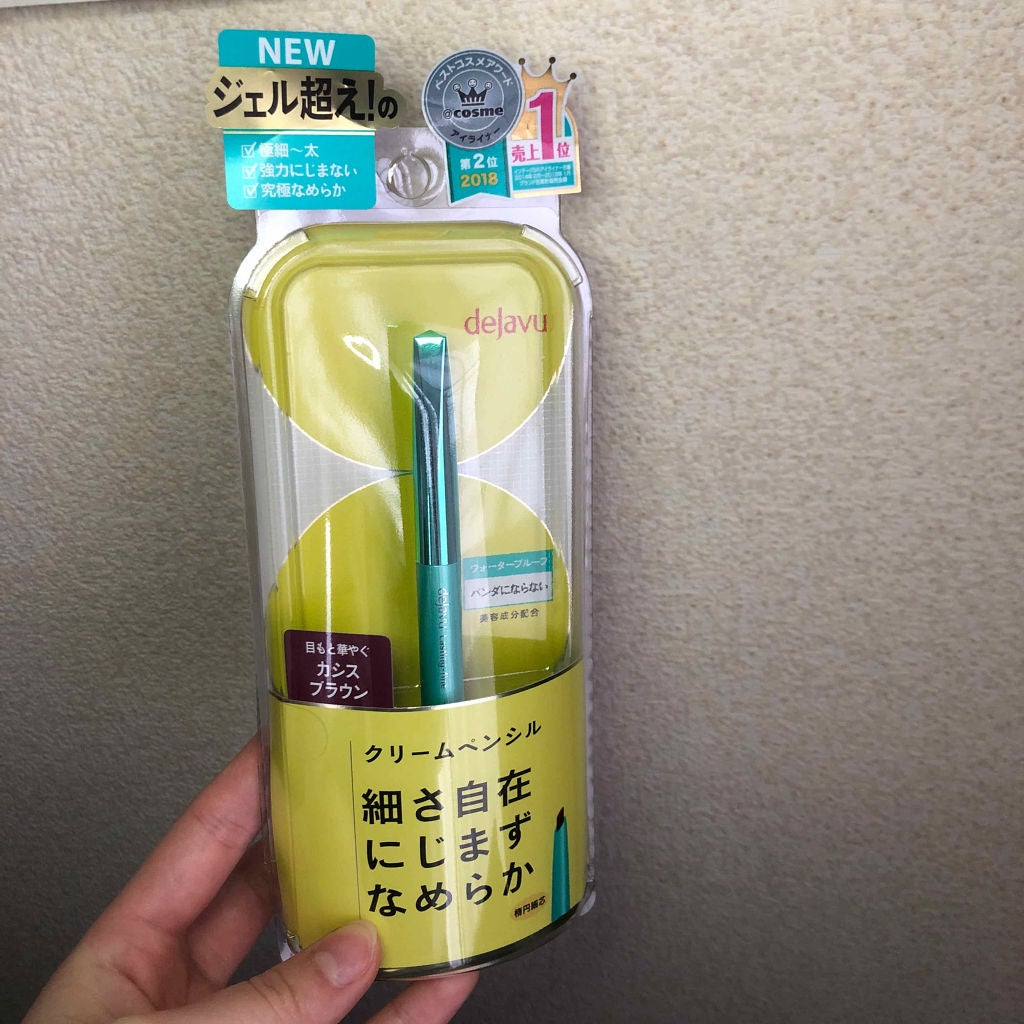 NEW
ジェル超え!の
極細〜太
強力にじまない
究極なめらか
ベストコスメアワード
@cosme
アイライナー
第2位
2018
売上1位
dejavu
ウォータープルーフ
パンダにならない
美容成分配合
dejavu
目もと華やぐ
カシス
ブラウン
クリームペンシル
細さ自在
にじまず
なめらか
楕円細芯